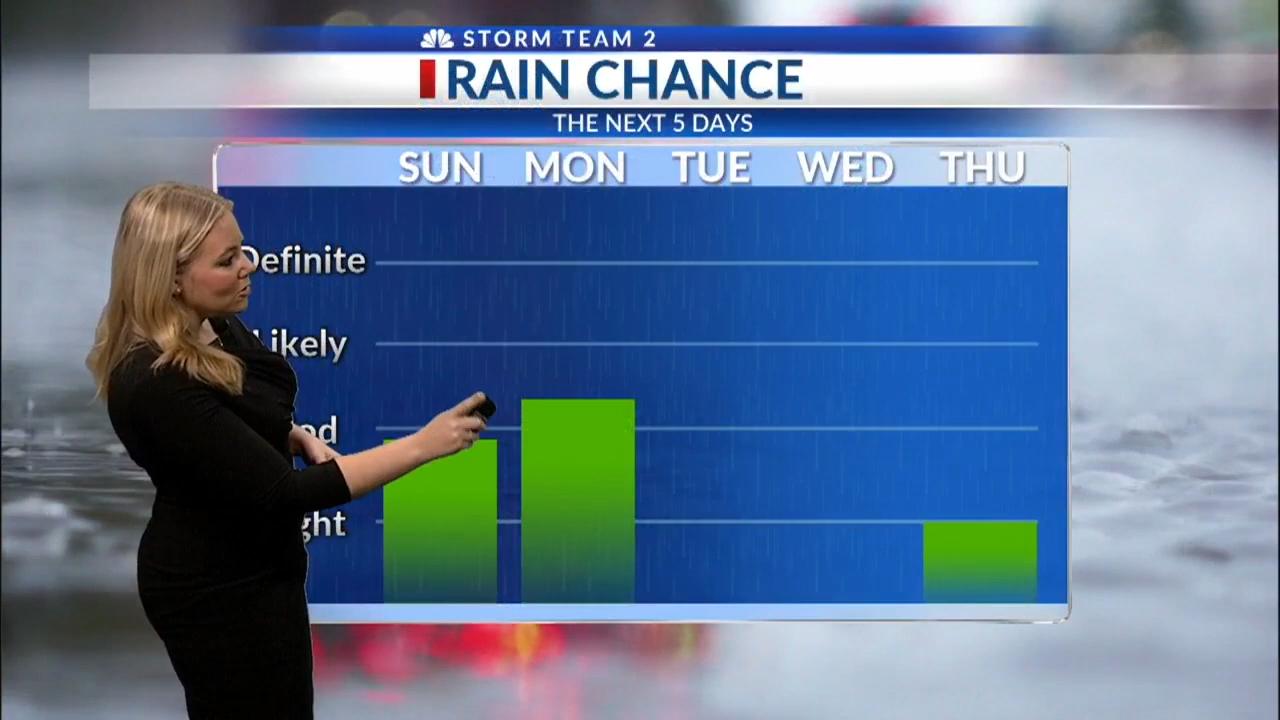 STORM TEAM 2
RAIN CHANCE
THE NEXT 5 DAYS
SUN MON TUE WED THU
Definite
Likely